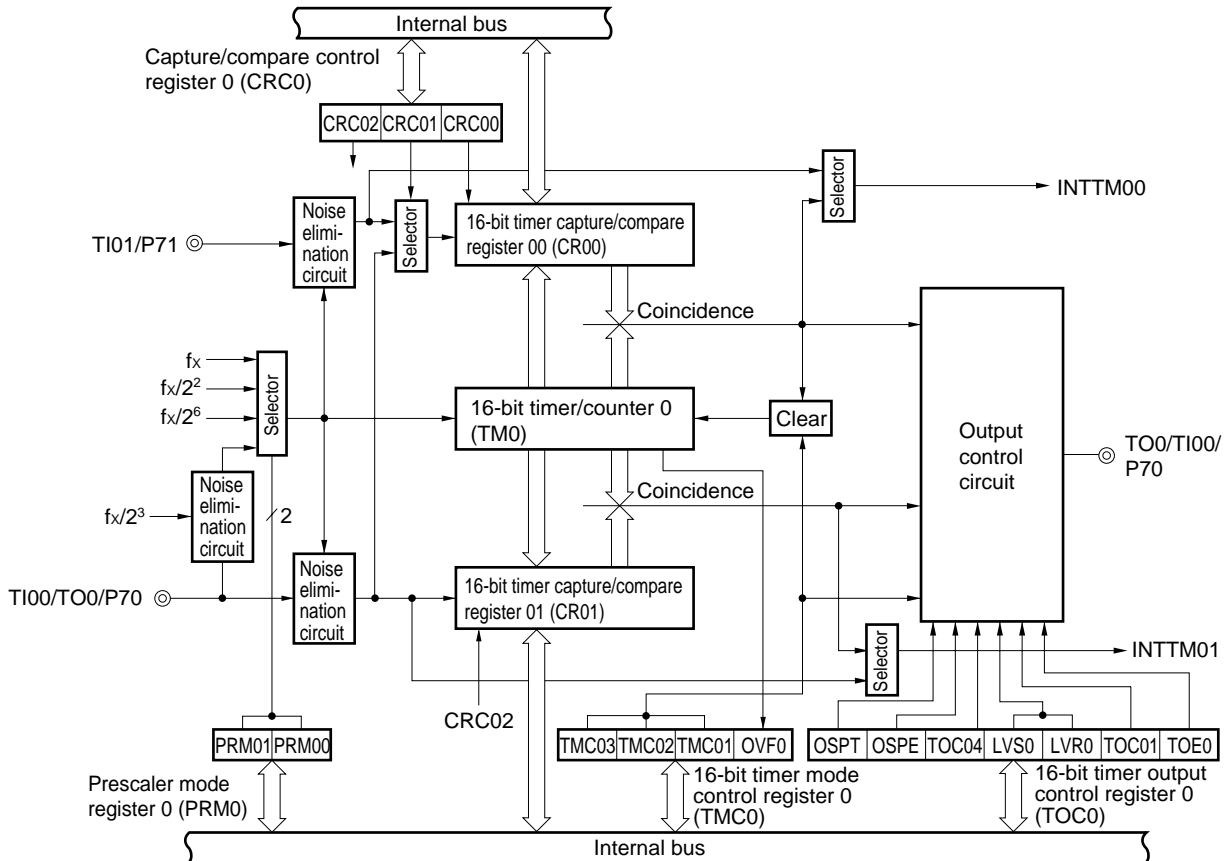 Internal bus
Capture/compare control
register 0 (CRC0)
CRC02 CRC01 CRC00
INTTM00
Selector
Noise
elimi-
nation
circuit
Selector
16-bit timer capture/compare
register 00 (CR00)
TI01/P71
Coincidence
fX
fX/2²
fX/2⁶
Selector
16-bit timer/counter 0
(TM0)
Clear
Output
control
circuit
TO0/TI00/
P70
Noise
elimi-
nation
circuit
fX/2³
2
Coincidence
TI00/TO0/P70
Noise
elimi-
nation
circuit
16-bit timer capture/compare
register 01 (CR01)
Selector
INTTM01
CRC02
PRM01 PRM00
TMC03 TMC02 TMC01 OVF0
OSPT OSPE TOC04 LVS0 LVR0 TOC01 TOE0
Prescaler mode
register 0 (PRM0)
16-bit timer mode
control register 0
(TMC0)
16-bit timer output
control register 0
(TOC0)
Internal bus